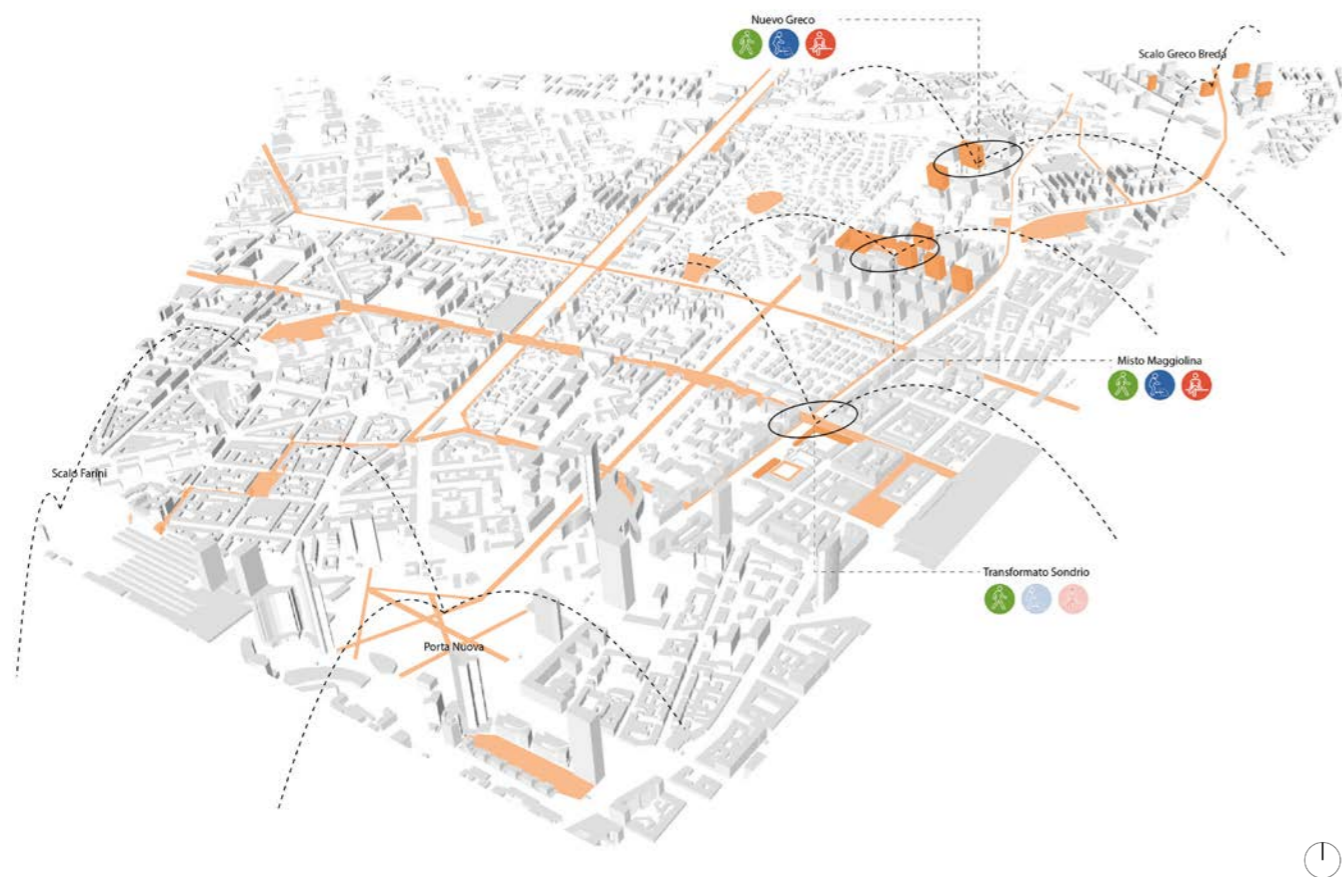 Nuevo Greco
Scalo Greco Breda
Misto Maggiolina
Scalo Farini
Transformato Sondrio
Porta Nuova